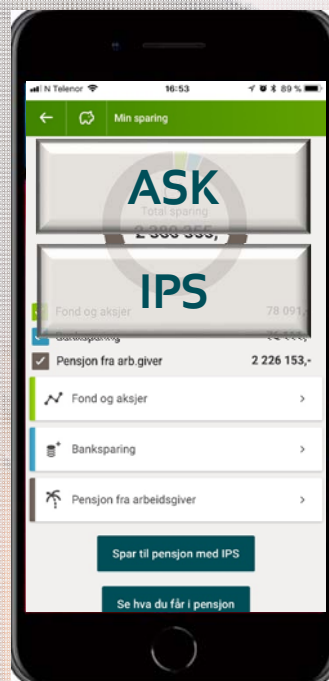 N Telenor 16:53 89 %
Min sparing
ASK
Total sparing
IPS
Fond og aksjer 78 091,-
Banksparing
Pensjon fra arb.giver 2 226 153,-
Fond og aksjer
Banksparing
Pensjon fra arbeidsgiver
Spar til pensjon med IPS
Se hva du får i pensjon